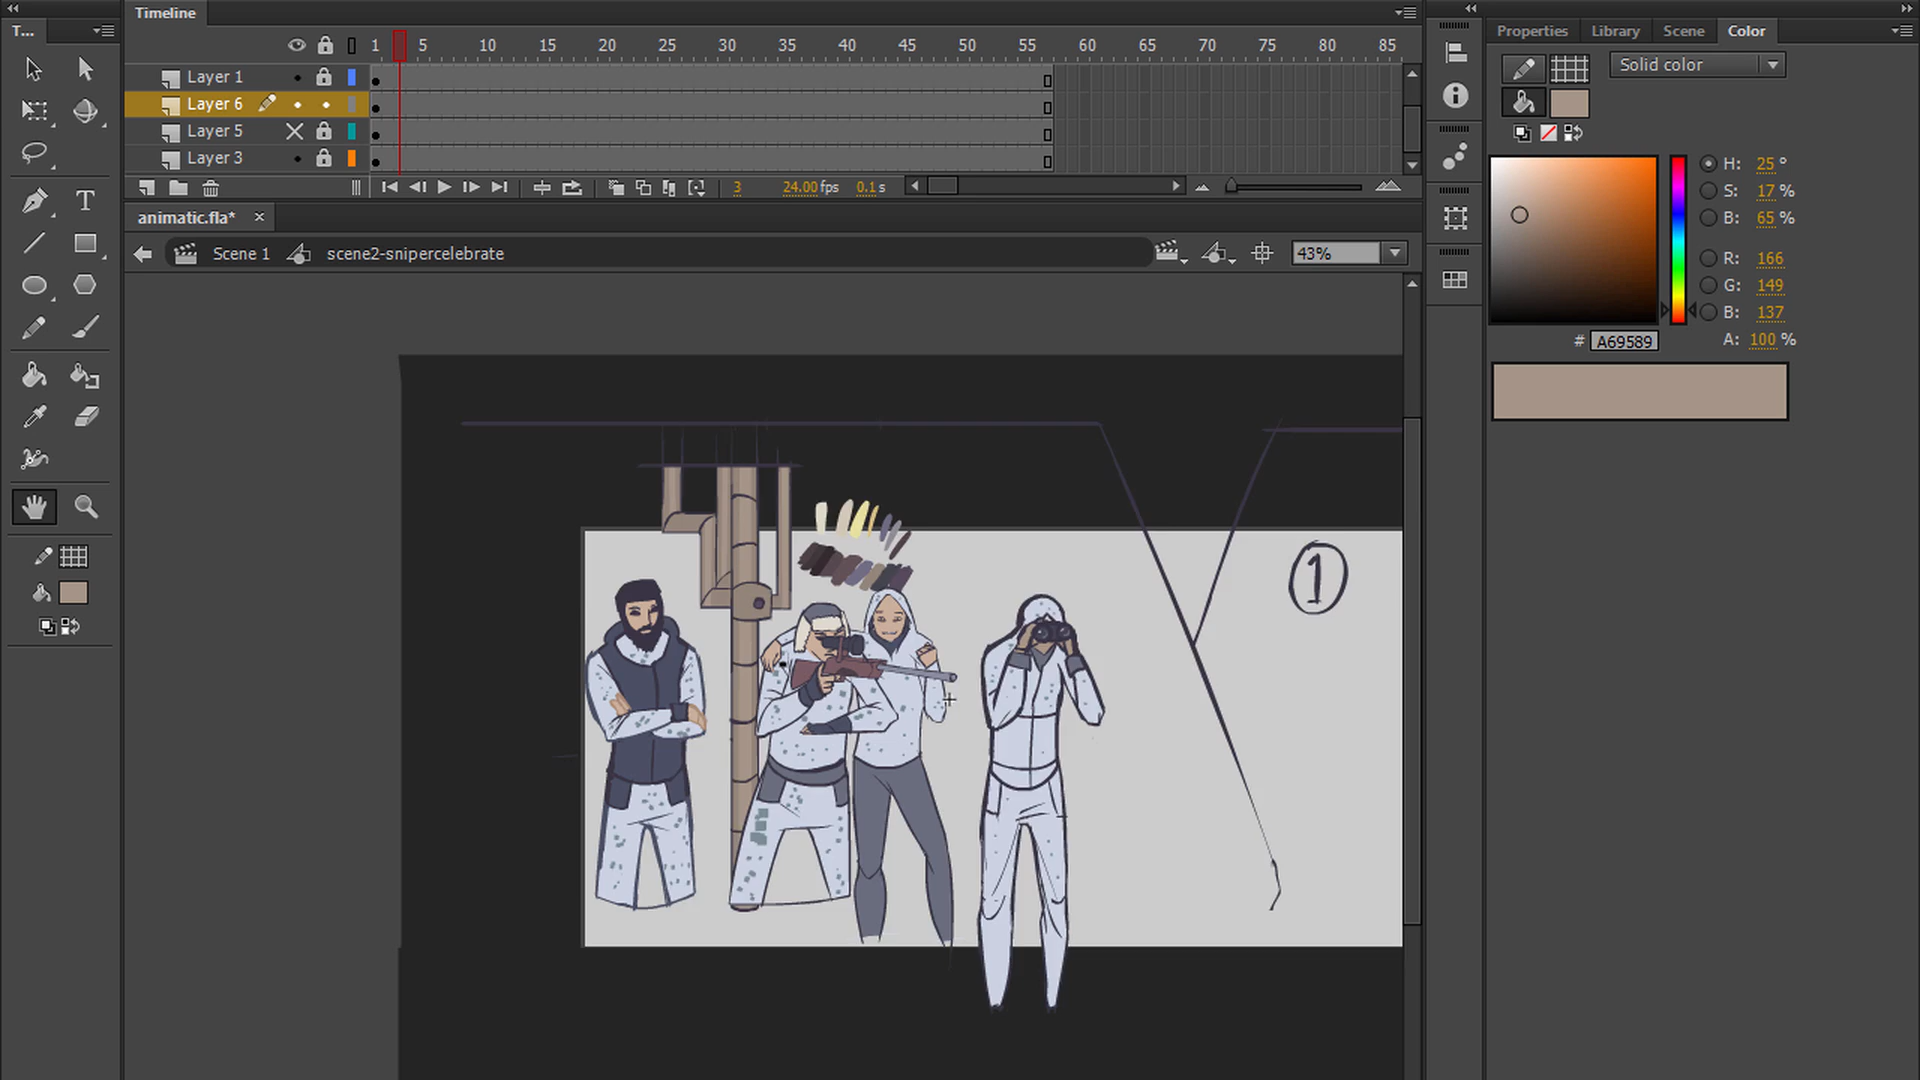 T...
Timeline
Properties Library Scene Color
1 5 10 15 20 25 30 35 40 45 50 55 60 65 70 75 80 85
Layer 1
Layer 6
Layer 5
Layer 3
3 24.00 fps 0.1 s
Solid color
H: 25 °
S: 17 %
B: 65 %
R: 166
G: 149
B: 137
# A69589 A: 100 %
animatic.fla*
Scene 1 scene2-snipercelebrate 43%
T
1